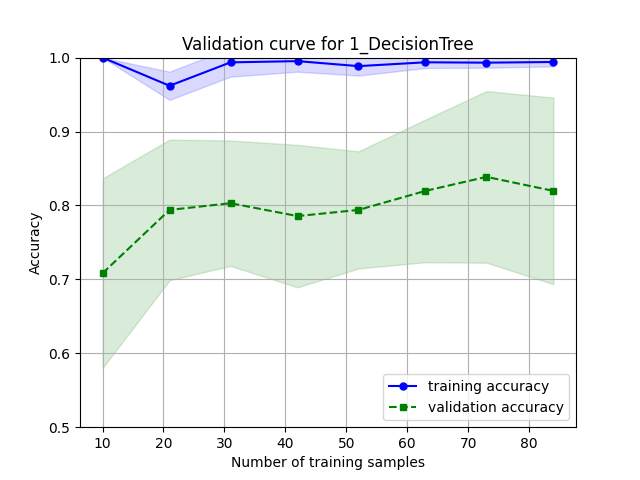 Validation curve for 1_DecisionTree
Accuracy
1.0
0.9
0.8
0.7
0.6
0.5
training accuracy
validation accuracy
10 20 30 40 50 60 70 80
Number of training samples